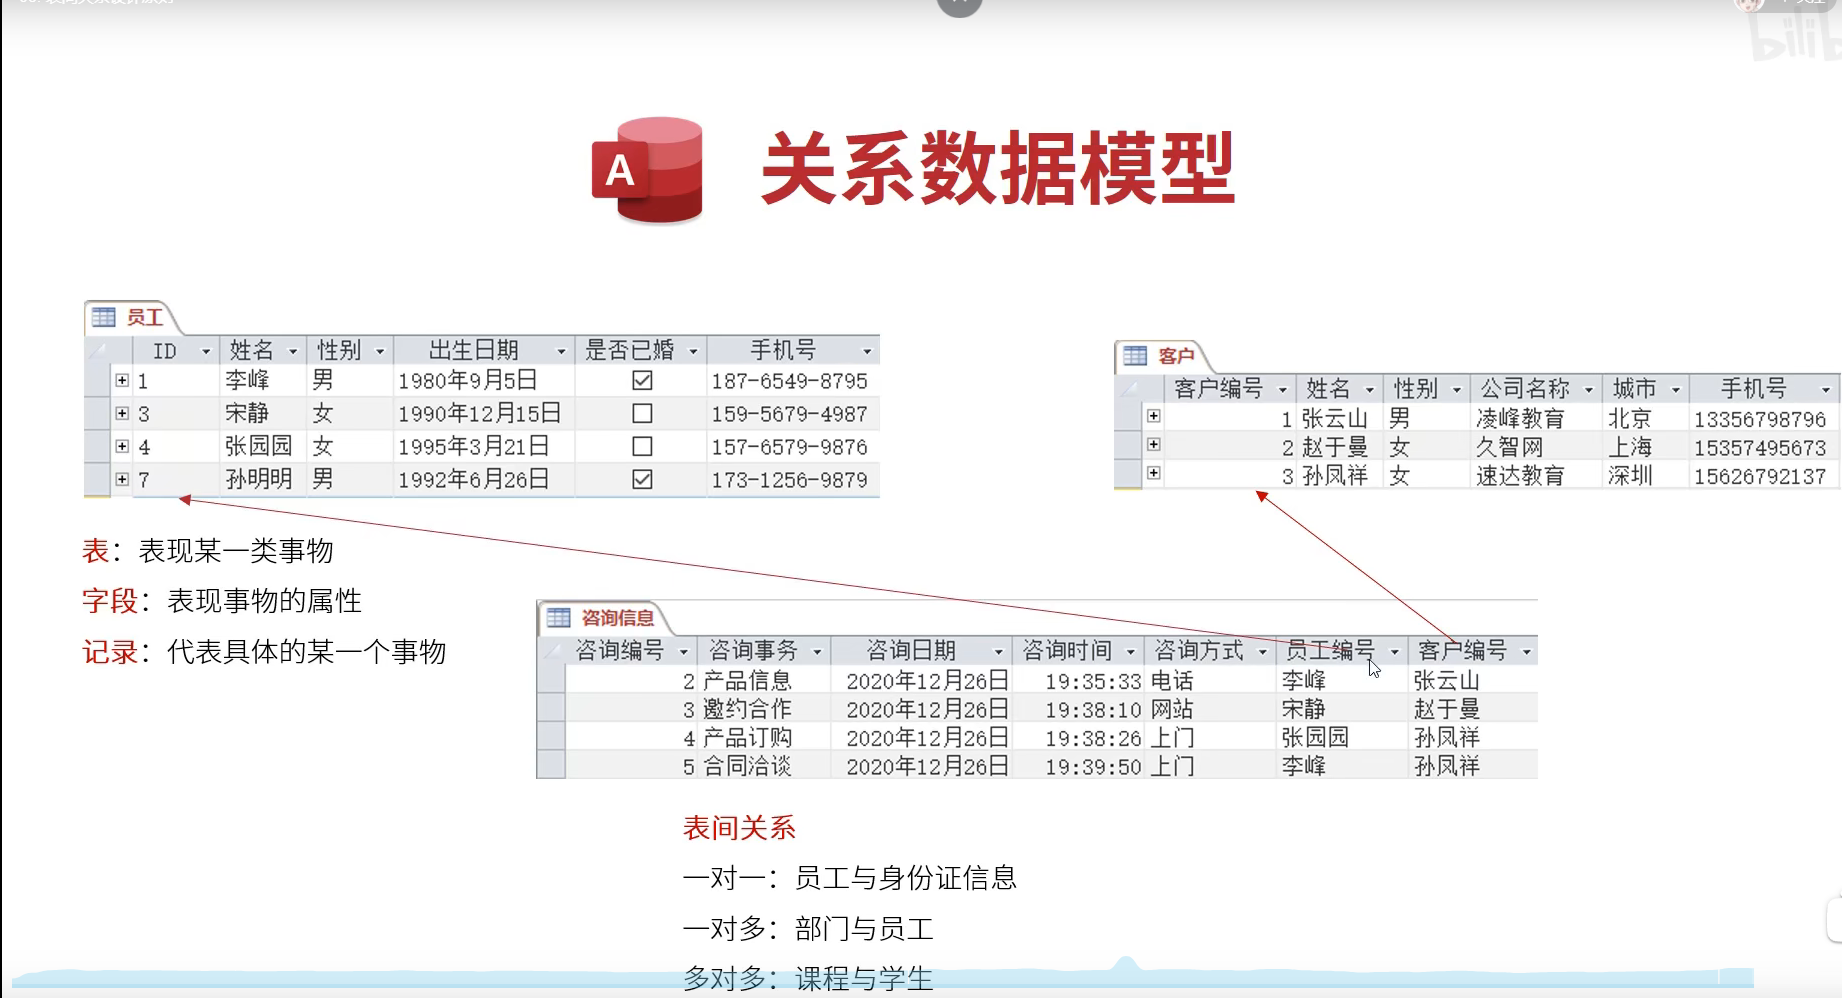 关系数据模型
A
员工
ID 姓名 性别 出生日期 是否已婚 手机号
1 李峰 男 1980年9月5日 187-6549-8795
3 宋静 女 1990年12月15日 159-5679-4987
4 张园园 女 1995年3月21日 157-6579-9876
7 孙明明 男 1992年6月26日 173-1256-9879
客户
客户编号 姓名 性别 公司名称 城市 手机号
1 张云山 男 凌峰教育 北京 13356798796
2 赵于曼 女 久智网 上海 15357495673
3 孙凤祥 女 速达教育 深圳 15626792137
表：表现某一类事物
字段：表现事物的属性
记录：代表具体的某一个事物
咨询信息
咨询编号 咨询事务 咨询日期 咨询时间 咨询方式 员工编号 客户编号
2 产品信息 2020年12月26日 19:35:33 电话 李峰 张云山
3 邀约合作 2020年12月26日 19:38:10 网站 宋静 赵于曼
4 产品订购 2020年12月26日 19:38:26 上门 张园园 孙凤祥
5 合同洽谈 2020年12月26日 19:39:50 上门 李峰 孙凤祥
表间关系
一对一：员工与身份证信息
一对多：部门与员工
多对多：课程与学生